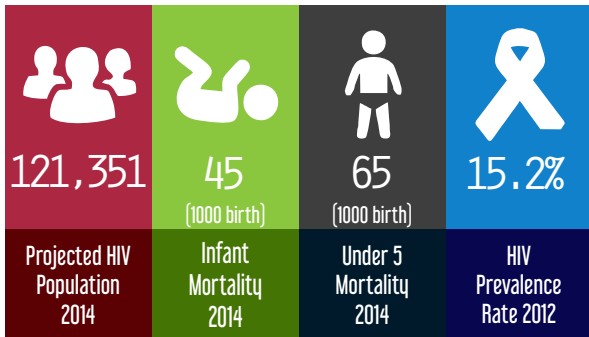 121,351
Projected HIV
Population
2014
45
(1000 birth)
Infant
Mortality
2014
65
(1000 birth)
Under 5
Mortality
2014
15.2%
HIV
Prevalence
Rate 2012